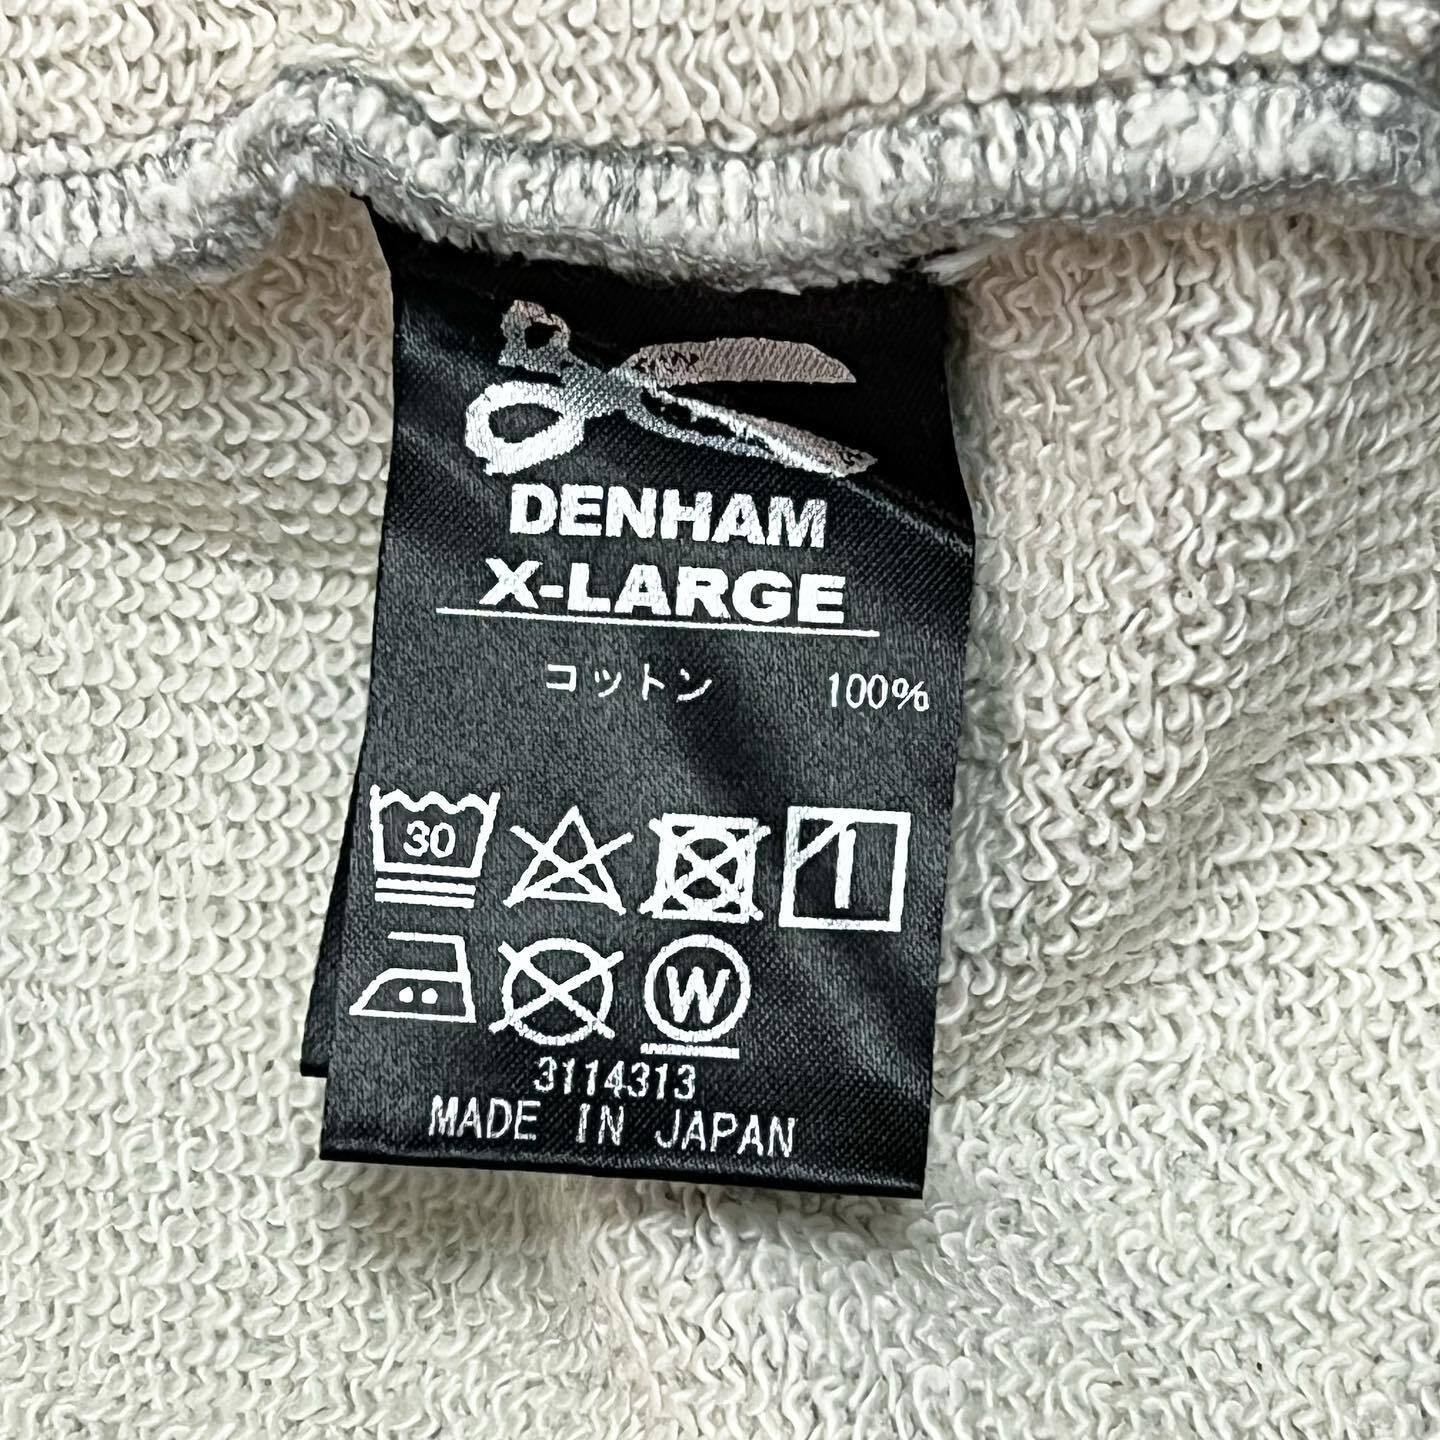 DENHAM
X-LARGE
コットン 100%
30
W
3114313
MADE IN JAPAN